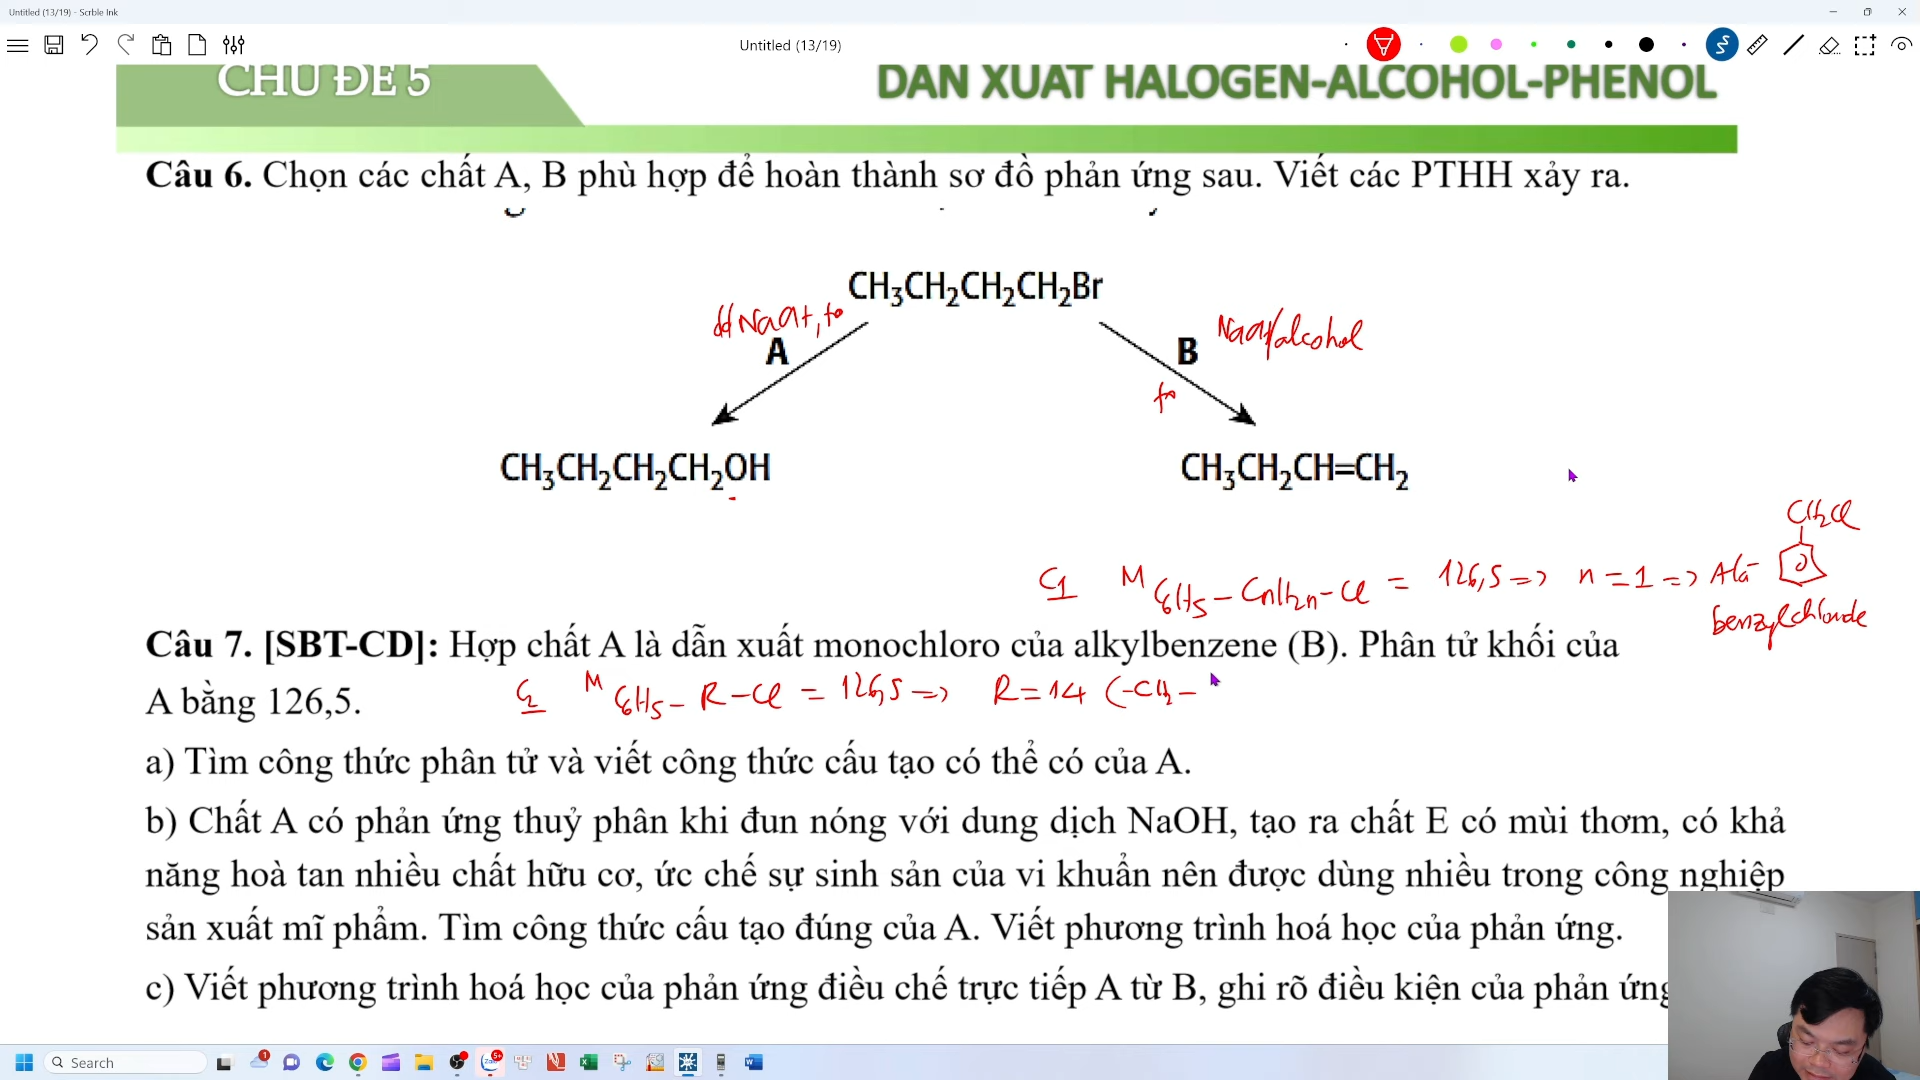 Untitled (13/19) - Scrble Ink
Untitled (13/19)
CHỦ ĐỀ 5
DẪN XUẤT HALOGEN-ALCOHOL-PHENOL
Câu 6. Chọn các chất A, B phù hợp để hoàn thành sơ đồ phản ứng sau. Viết các PTHH xảy ra.
CH₃CH₂CH₂CH₂Br
dd NaOH, to
A
B
NaOH/alcohol
to
CH₃CH₂CH₂CH₂OH
CH₃CH₂CH=CH₂
CH₂Cl
C1 M C₆H₅ – CnH2n – Cl = 126,5 => n = 1 => A là
benzylchloride
Câu 7. [SBT-CD]: Hợp chất A là dẫn xuất monochloro của alkylbenzene (B). Phân tử khối của
A bằng 126,5.
C2 M C₆H₅ – R – Cl = 126,5 => R = 14 (-CH₂ –
a) Tìm công thức phân tử và viết công thức cấu tạo có thể có của A.
b) Chất A có phản ứng thuỷ phân khi đun nóng với dung dịch NaOH, tạo ra chất E có mùi thơm, có khả
năng hoà tan nhiều chất hữu cơ, ức chế sự sinh sản của vi khuẩn nên được dùng nhiều trong công nghiệp
sản xuất mĩ phẩm. Tìm công thức cấu tạo đúng của A. Viết phương trình hoá học của phản ứng.
c) Viết phương trình hoá học của phản ứng điều chế trực tiếp A từ B, ghi rõ điều kiện của phản ứng
Search